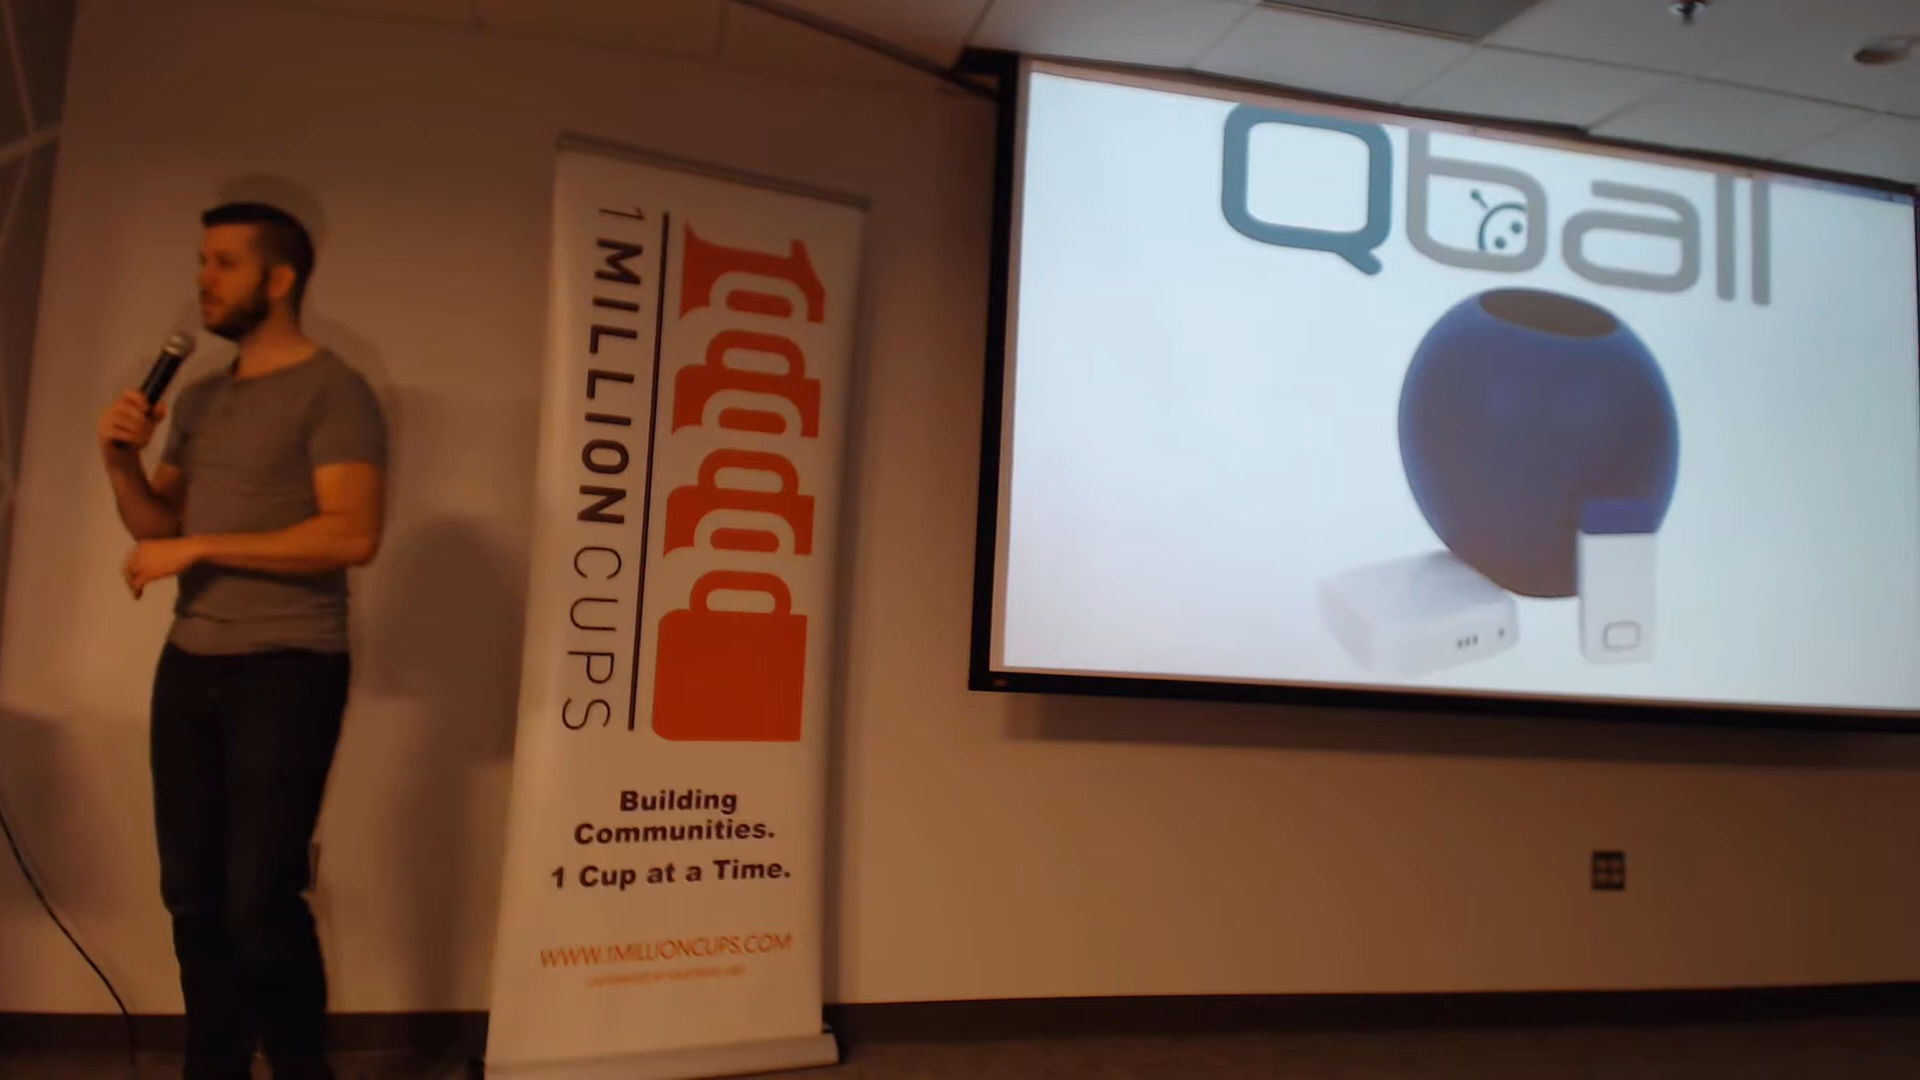 1 MILLION CUPS
Building
Communities.
1 Cup at a Time.
WWW.1MILLIONCUPS.COM
Qball